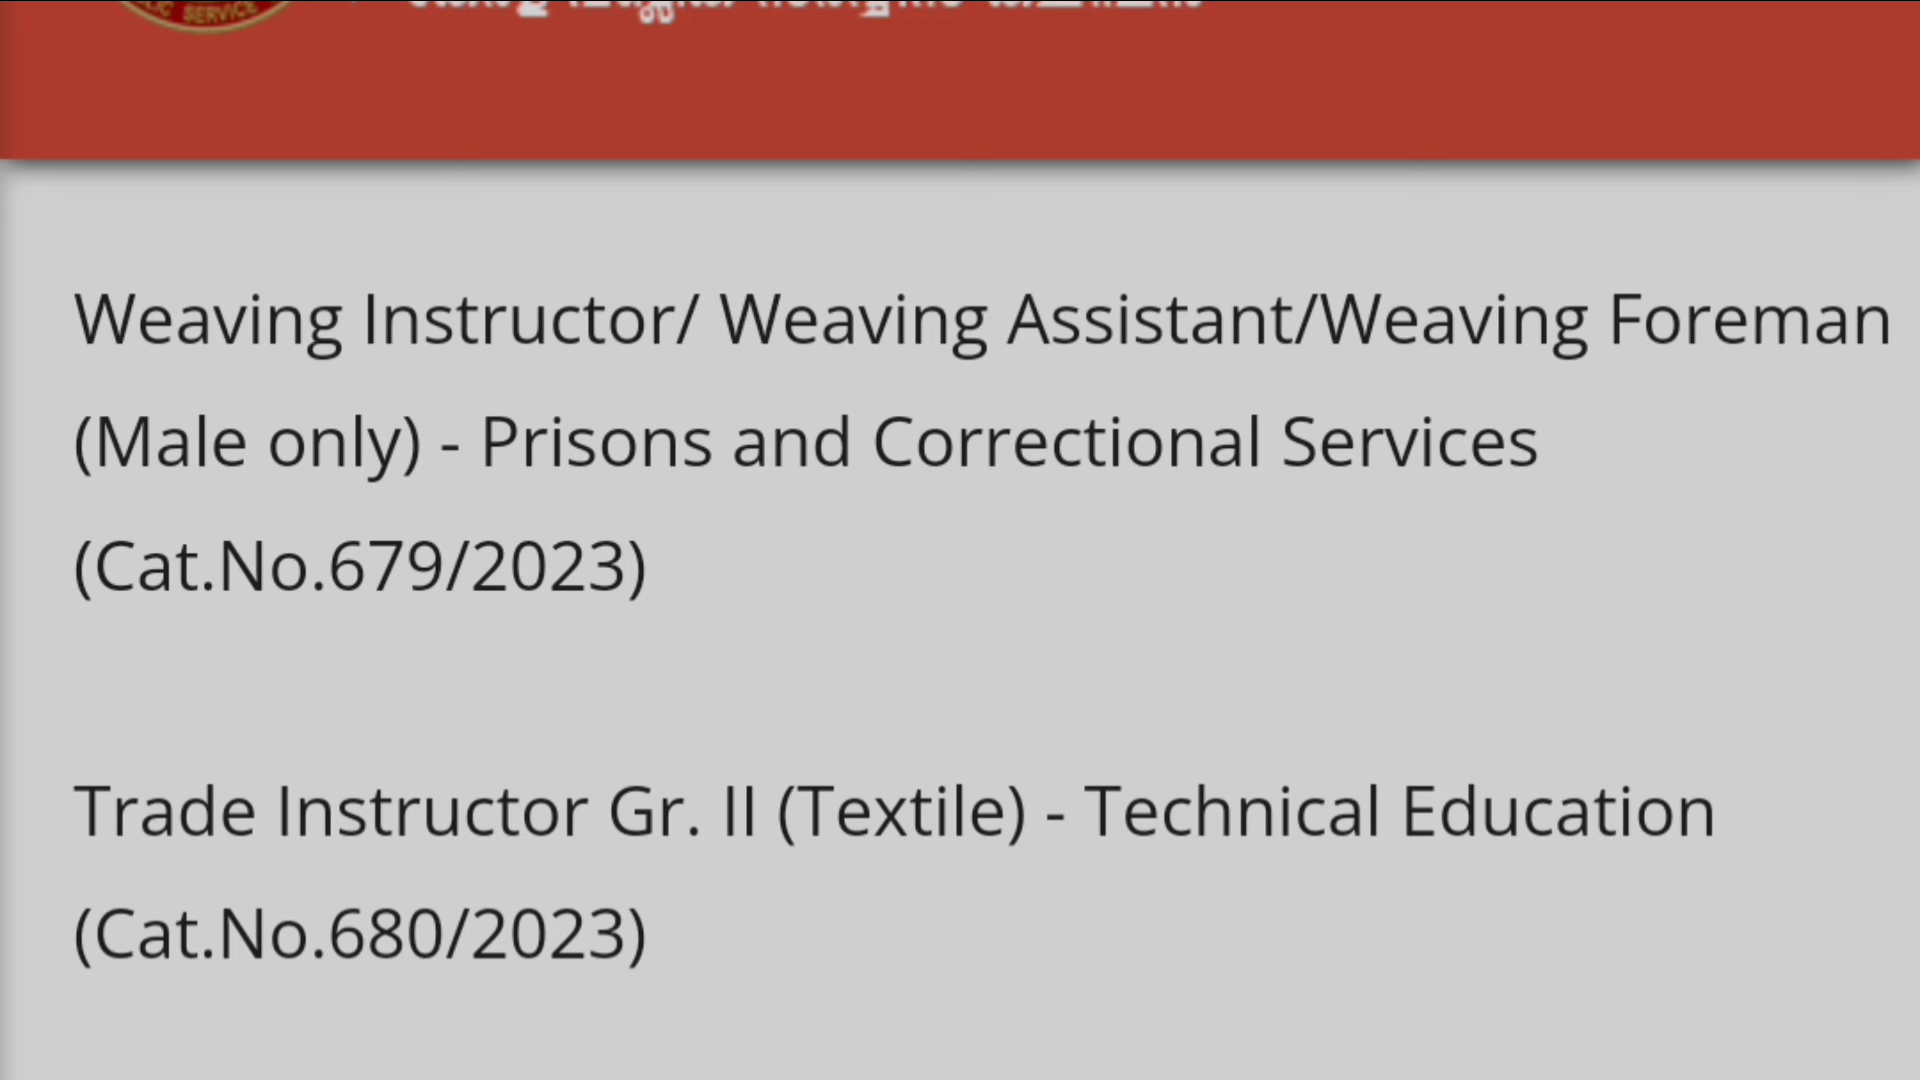 SERVICE
Weaving Instructor/ Weaving Assistant/Weaving Foreman
(Male only) - Prisons and Correctional Services
(Cat.No.679/2023)
Trade Instructor Gr. II (Textile) - Technical Education
(Cat.No.680/2023)